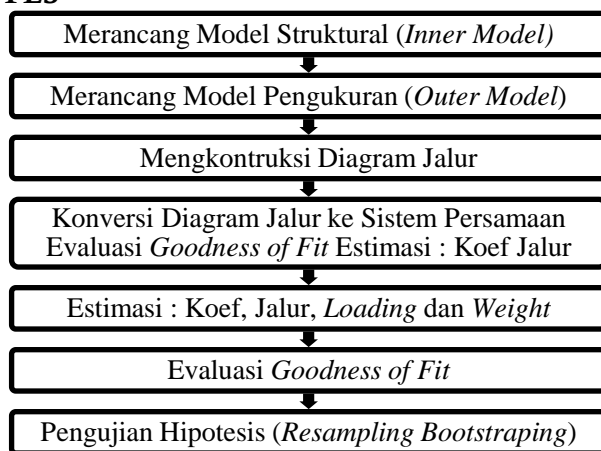 Merancang Model Struktural (Inner Model)
Merancang Model Pengukuran (Outer Model)
Mengkontruksi Diagram Jalur
Konversi Diagram Jalur ke Sistem Persamaan
Evaluasi Goodness of Fit Estimasi : Koef Jalur
Estimasi : Koef, Jalur, Loading dan Weight
Evaluasi Goodness of Fit
Pengujian Hipotesis (Resampling Bootstraping)